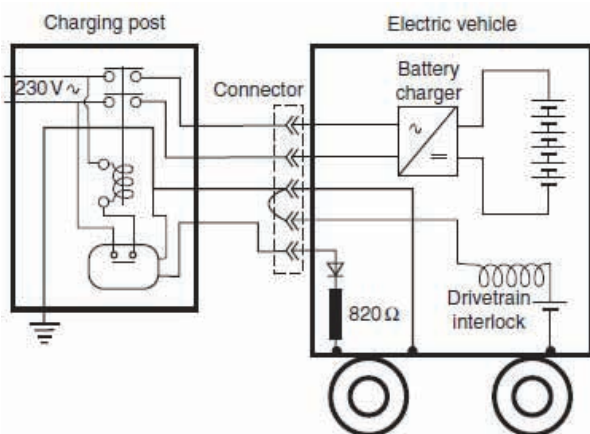 Charging post
Electric vehicle
230 V ~
Connector
Battery
charger
Drivetrain
interlock
820 Ω